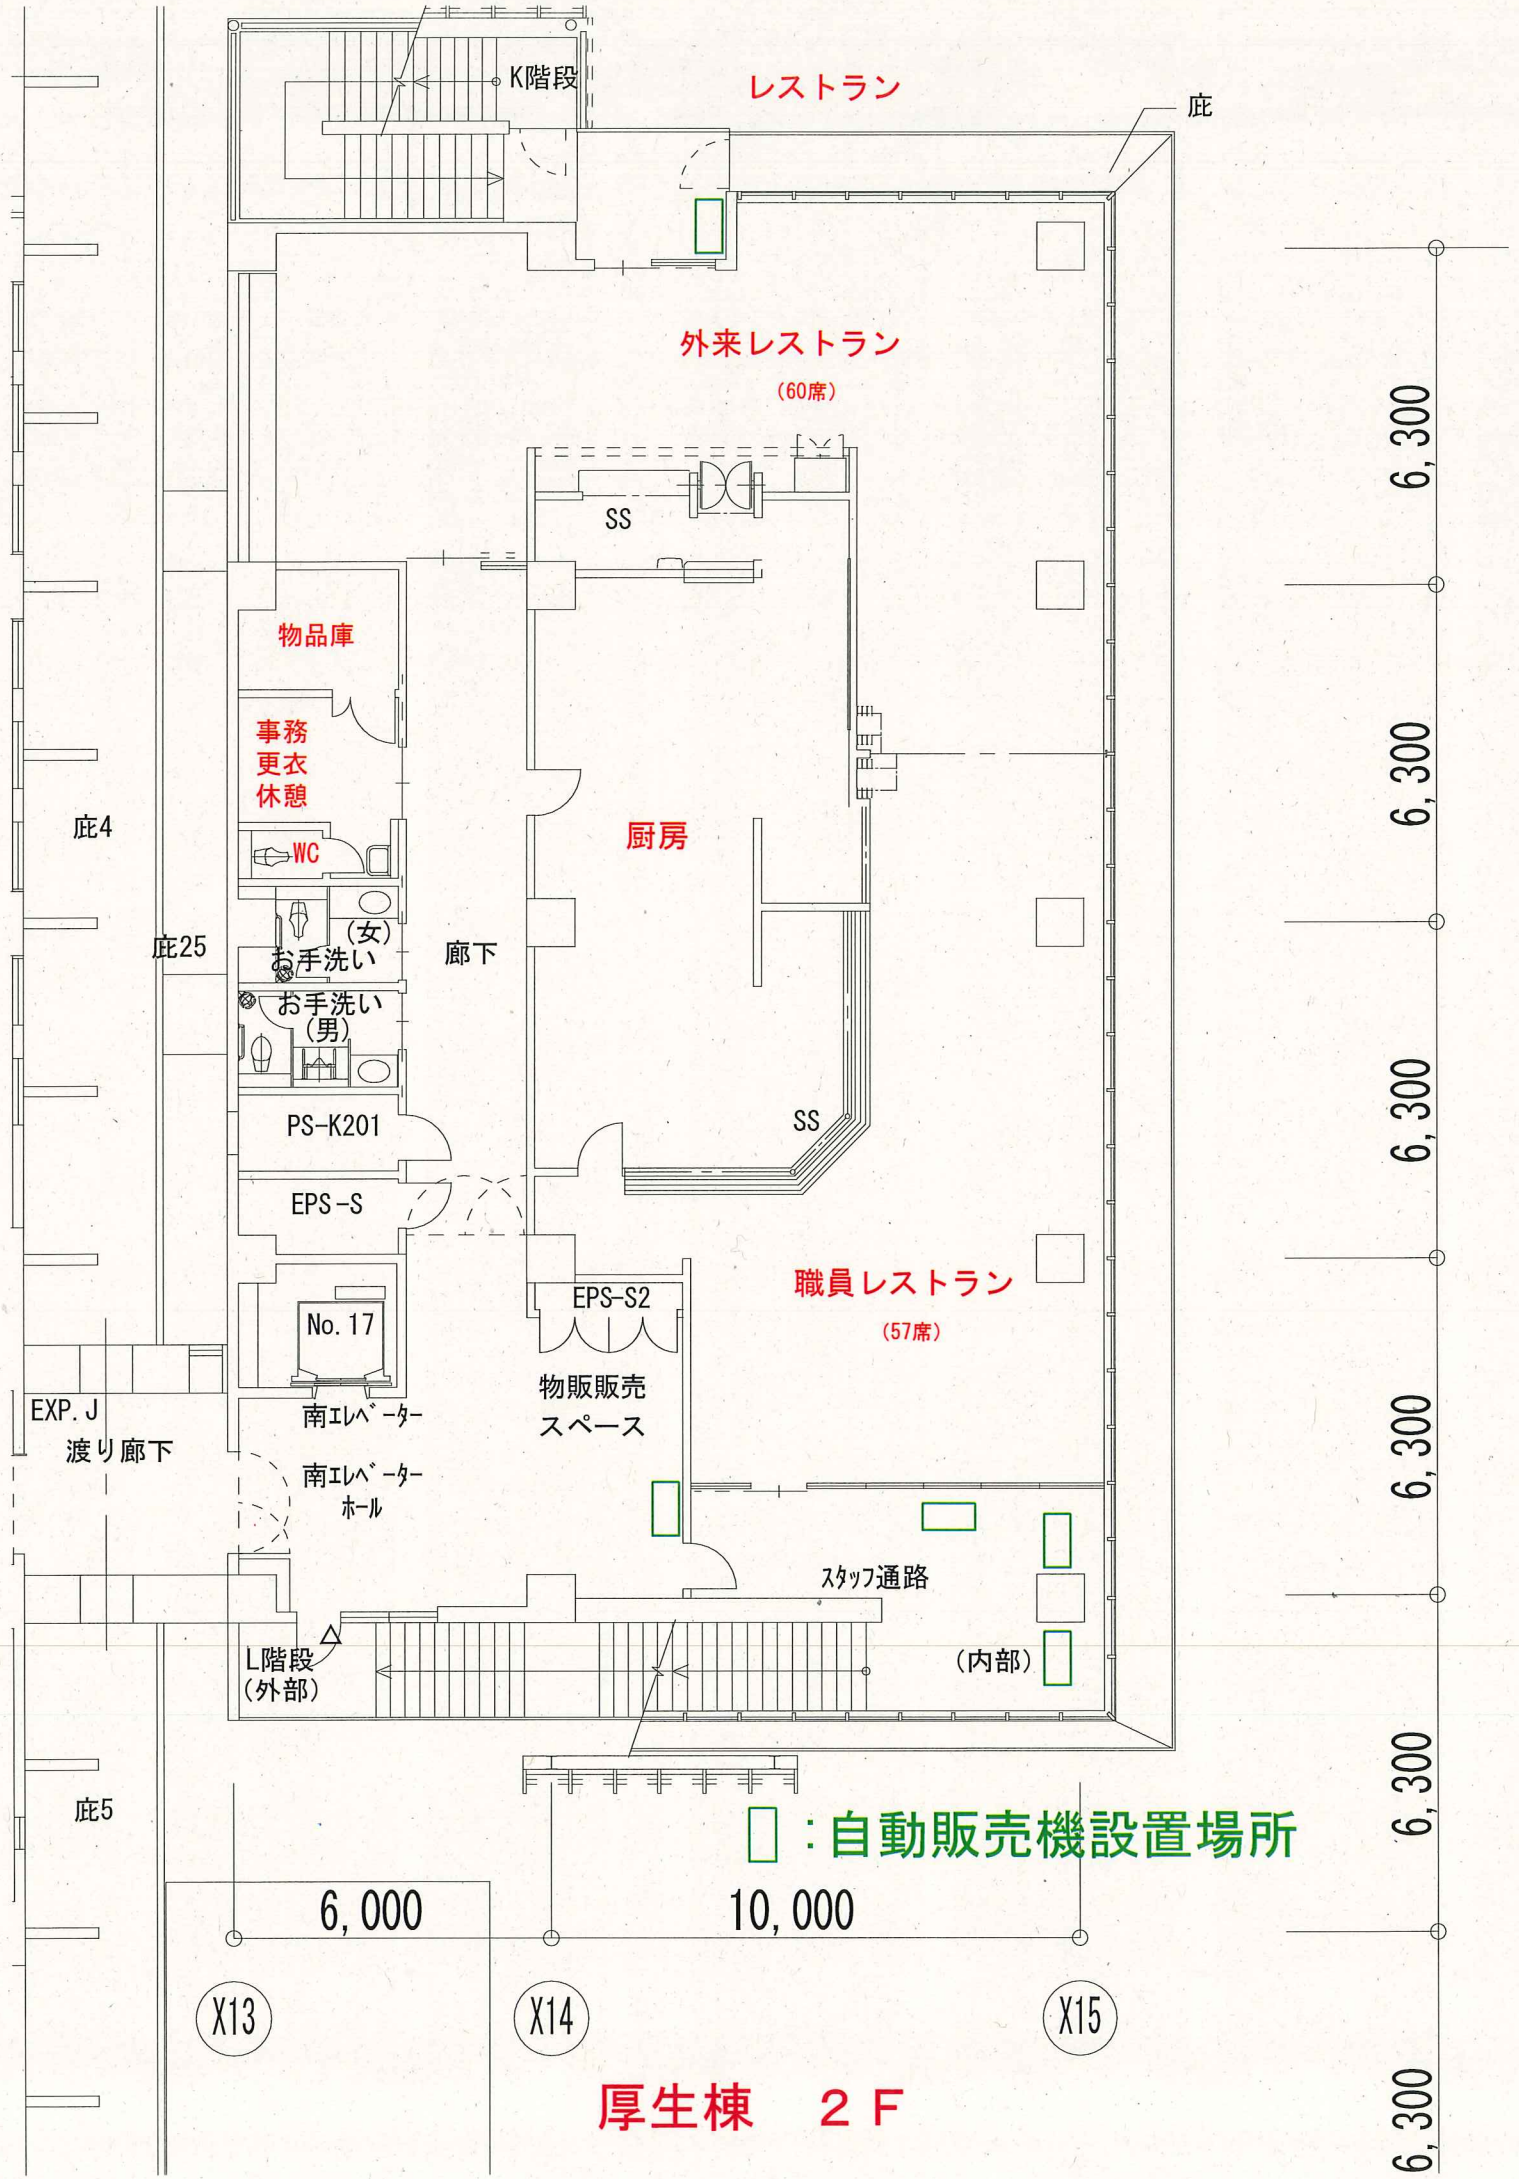 K階段
レストラン
庇
外来レストラン
(60席)
6,300
SS
物品庫
事務
更衣
休憩
6,300
庇4
厨房
WC
(女)
お手洗い
庇25
廊下
お手洗い
(男)
6,300
PS-K201
SS
EPS-S
職員レストラン
(57席)
EPS-S2
No.17
物販販売
スペース
6,300
EXP.J
渡り廊下
南エレベーター
南エレベーター
ホール
スタッフ通路
L階段
(外部)
(内部)
6,300
庇5
:自動販売機設置場所
6,000
10,000
X13
X14
X15
厚生棟 2F
6,300